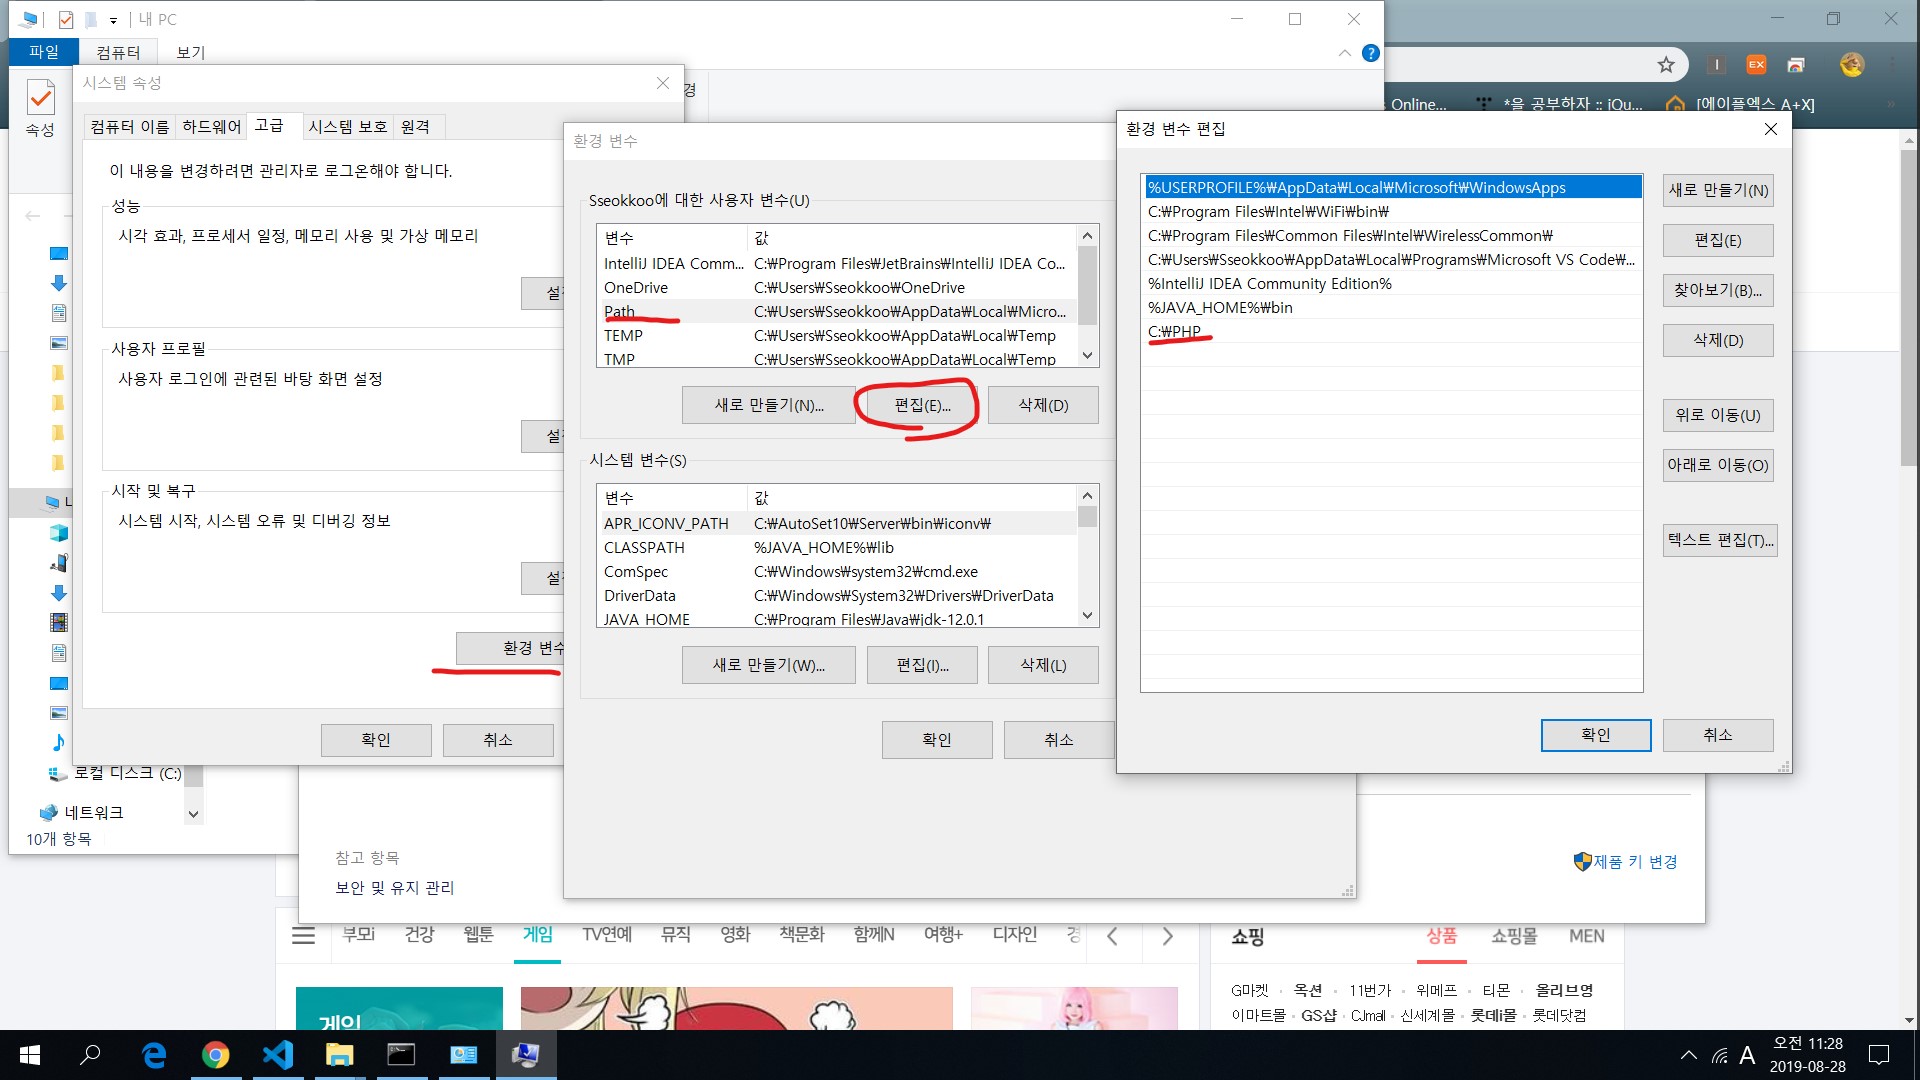 내 PC
파일
컴퓨터
보기
속성
경
Online...
*을 공부하자 :: iQu...
[에이플엑스 A+X]
시스템 속성
컴퓨터 이름
하드웨어
고급
시스템 보호
원격
이 내용을 변경하려면 관리자로 로그온해야 합니다.
성능
시각 효과, 프로세서 일정, 메모리 사용 및 가상 메모리
사용자 프로필
사용자 로그인에 관련된 바탕 화면 설정
시작 및 복구
시스템 시작, 시스템 오류 및 디버깅 정보
환경 변수
확인
취소
로컬 디스크 (C:)
네트워크
10개 항목
환경 변수
Sseokkoo에 대한 사용자 변수(U)
변수 값
IntelliJ IDEA Comm... C:₩Program Files₩JetBrains₩IntelliJ IDEA Co...
OneDrive C:₩Users₩Sseokkoo₩OneDrive
Path C:₩Users₩Sseokkoo₩AppData₩Local₩Micro...
TEMP C:₩Users₩Sseokkoo₩AppData₩Local₩Temp
TMP C:₩Users₩Sseokkoo₩AppData₩Local₩Temp
새로 만들기(N)...
편집(E)...
삭제(D)
시스템 변수(S)
변수 값
APR_ICONV_PATH C:₩AutoSet10₩Server₩bin₩iconv₩
CLASSPATH %JAVA_HOME%₩lib
ComSpec C:₩Windows₩system32₩cmd.exe
DriverData C:₩Windows₩System32₩Drivers₩DriverData
JAVA_HOME C:₩Program Files₩Java₩jdk-12.0.1
새로 만들기(W)...
편집(I)...
삭제(L)
확인
취소
환경 변수 편집
%USERPROFILE%₩AppData₩Local₩Microsoft₩WindowsApps
C:₩Program Files₩Intel₩WiFi₩bin₩
C:₩Program Files₩Common Files₩Intel₩WirelessCommon₩
C:₩Users₩Sseokkoo₩AppData₩Local₩Programs₩Microsoft VS Code₩...
%IntelliJ IDEA Community Edition%
%JAVA_HOME%₩bin
C:₩PHP
새로 만들기(N)
편집(E)
찾아보기(B)...
삭제(D)
위로 이동(U)
아래로 이동(O)
텍스트 편집(T)...
확인
취소
참고 항목
보안 및 유지 관리
제품 키 변경
부모i
건강
웹툰
게임
TV연예
뮤직
영화
책문화
함께N
여행+
디자인
쇼핑
상품
쇼핑몰
MEN
게임
G마켓 · 옥션 · 11번가 · 위메프 · 티몬 · 올리브영
이마트몰 · GS샵 · CJmall · 신세계몰 · 롯데i몰 · 롯데닷컴
A
오전 11:28
2019-08-28